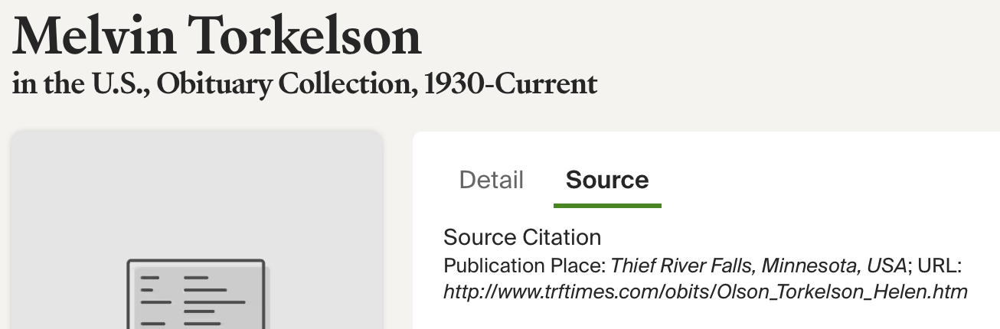 Melvin Torkelson
in the U.S., Obituary Collection, 1930-Current
Detail Source
Source Citation
Publication Place: Thief River Falls, Minnesota, USA; URL:
http://www.trftimes.com/obits/Olson_Torkelson_Helen.htm